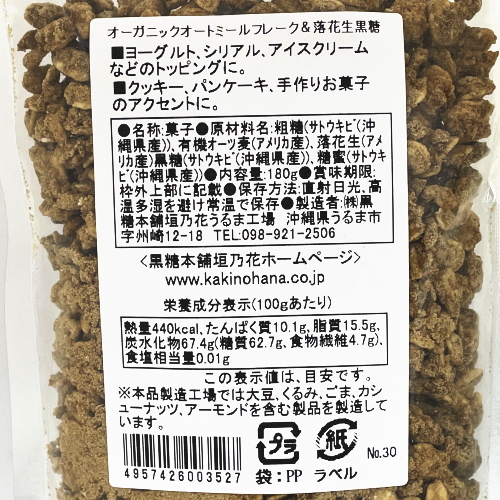 オーガニックオートミールフレーク＆落花生黒糖
■ヨーグルト、シリアル、アイスクリーム
などのトッピングに。
■クッキー、パンケーキ、手作りお菓子
のアクセントに。
●名称:菓子●原材料名:粗糖(サトウキビ(沖
縄県産))、有機オーツ麦(アメリカ産)、落花生(ア
メリカ産)黒糖(サトウキビ(沖縄県産))、糖蜜(サトウキ
ビ(沖縄県産))●内容量:180g●賞味期限:
枠外上部に記載●保存方法:直射日光、高
温多湿を避け常温で保存●製造者:㈱黒
糖本舗垣乃花うるま工場 沖縄県うるま市
字州崎12-18 TEL:098-921-2506
<黒糖本舗垣乃花ホームページ>
www.kakinohana.co.jp
栄養成分表示(100gあたり)
熱量440kcal,たんぱく質10.1g,脂質15.5g,
炭水化物67.4g(糖質62.7g,食物繊維4.7g),
食塩相当量0.01g
この表示値は、目安です。
※本品製造工場では大豆、くるみ、ごま、カシ
ューナッツ、アーモンドを含む製品を製造して
います。
4957426003527
プラ 紙
袋:PP ラベル
No.30